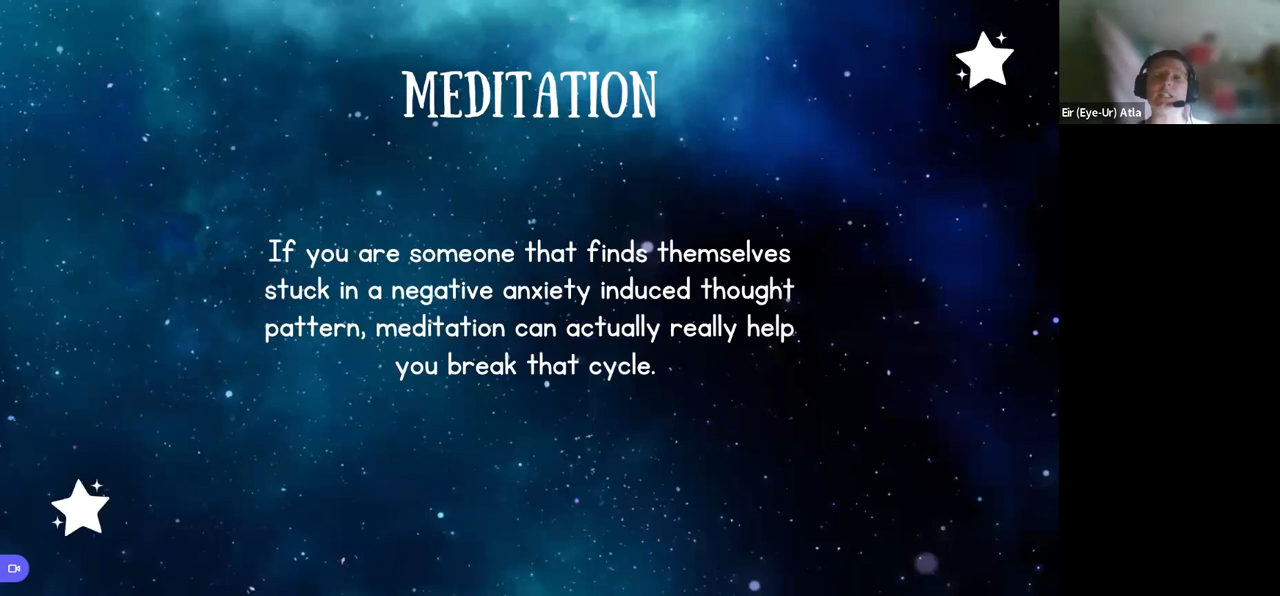 MEDITATION
If you are someone that finds themselves
stuck in a negative anxiety induced thought
pattern, meditation can actually really help
you break that cycle.
Eir (Eye-Ur) Atla